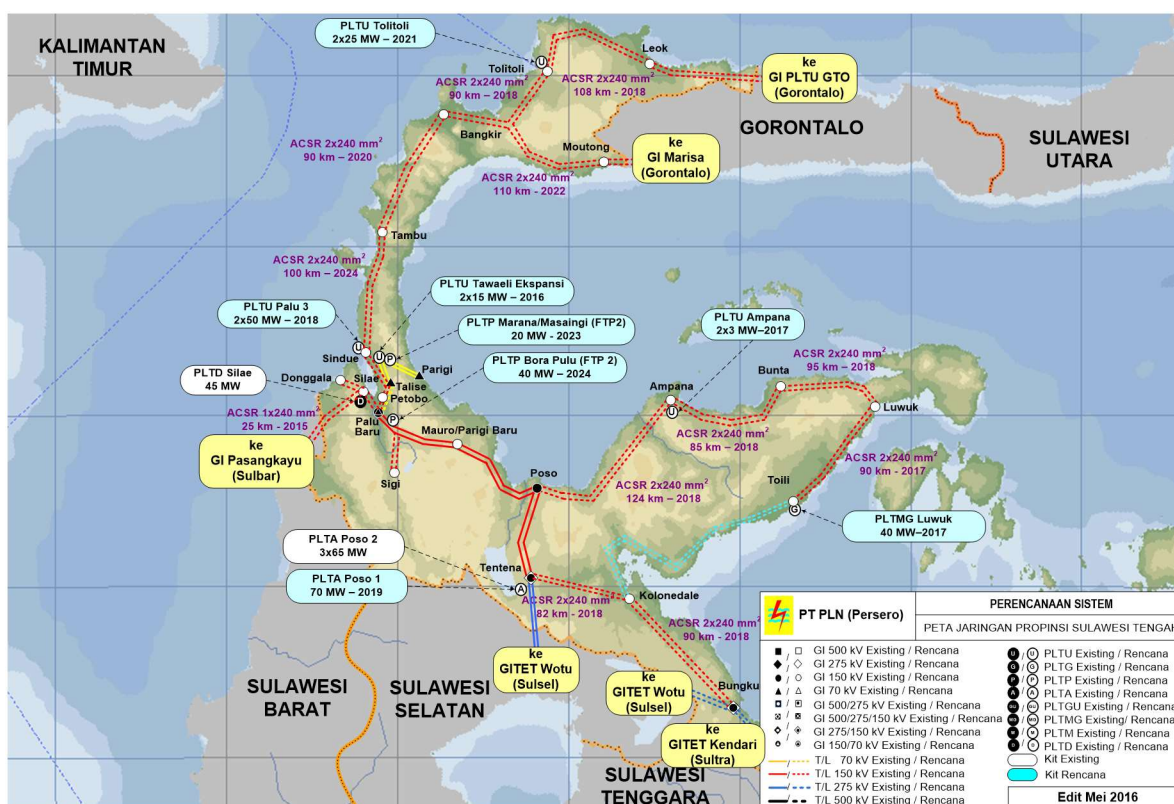 KALIMANTAN
TIMUR
PLTU Tolitoli
2x25 MW – 2021
Tolitoli
Leok
ke
GI PLTU GTO
(Gorontalo)
ACSR 2x240 mm²
90 km – 2018
ACSR 2x240 mm²
108 km - 2018
GORONTALO
SULAWESI
UTARA
Bangkir
Moutong
ke
GI Marisa
(Gorontalo)
ACSR 2x240 mm²
90 km – 2020
ACSR 2x240 mm²
110 km - 2022
Tambu
ACSR 2x240 mm²
100 km – 2024
PLTU Tawaeli Ekspansi
2x15 MW – 2016
PLTU Palu 3
2x50 MW – 2018
PLTP Marana/Masaingi (FTP2)
20 MW - 2023
PLTU Ampana
2x3 MW–2017
PLTP Bora Pulu (FTP 2)
40 MW – 2024
Sindue
Parigi
PLTD Silae
45 MW
Donggala
Silae
Talise
Petobo
Palu
Baru
ACSR 1x240 mm²
25 km - 2015
ke
GI Pasangkayu
(Sulbar)
Sigi
Mauro/Parigi Baru
Poso
Ampana
Bunta
ACSR 2x240 mm²
95 km – 2018
Luwuk
ACSR 2x240 mm²
85 km – 2018
ACSR 2x240 mm²
90 km - 2017
ACSR 2x240 mm²
124 km – 2018
Toili
PLTMG Luwuk
40 MW–2017
PLTA Poso 2
3x65 MW
PLTA Poso 1
70 MW – 2019
Tentena
ACSR 2x240 mm
82 km - 2018
Kolonedale
ACSR 2x240 mm²
90 km - 2018
Bungku
ke
GITET Wotu
(Sulsel)
ke
GITET Wotu
(Sulsel)
ke
GITET Kendari
(Sultra)
SULAWESI
BARAT
SULAWESI
SELATAN
SULAWESI
TENGGARA
U
U
U
P
P
D
U
G
A
PT PLN (Persero)
PERENCANAAN SISTEM
PETA JARINGAN PROPINSI SULAWESI TENGAH
GI 500 kV Existing / Rencana
GI 275 kV Existing / Rencana
GI 150 kV Existing / Rencana
GI 70 kV Existing / Rencana
GI 500/275 kV Existing / Rencana
GI 500/275/150 kV Existing / Rencana
GI 275/150 kV Existing / Rencana
GI 150/70 kV Existing / Rencana
T/L 70 kV Existing / Rencana
T/L 150 kV Existing / Rencana
T/L 275 kV Existing / Rencana
T/L 500 kV Existing / Rencana
U / U PLTU Existing / Rencana
G / G PLTG Existing / Rencana
P / P PLTP Existing / Rencana
A / A PLTA Existing / Rencana
GU / GU PLTGU Existing / Rencana
MG / MG PLTMG Existing / Rencana
M / M PLTM Existing / Rencana
D / D PLTD Existing / Rencana
Kit Existing
Kit Rencana
Edit Mei 2016